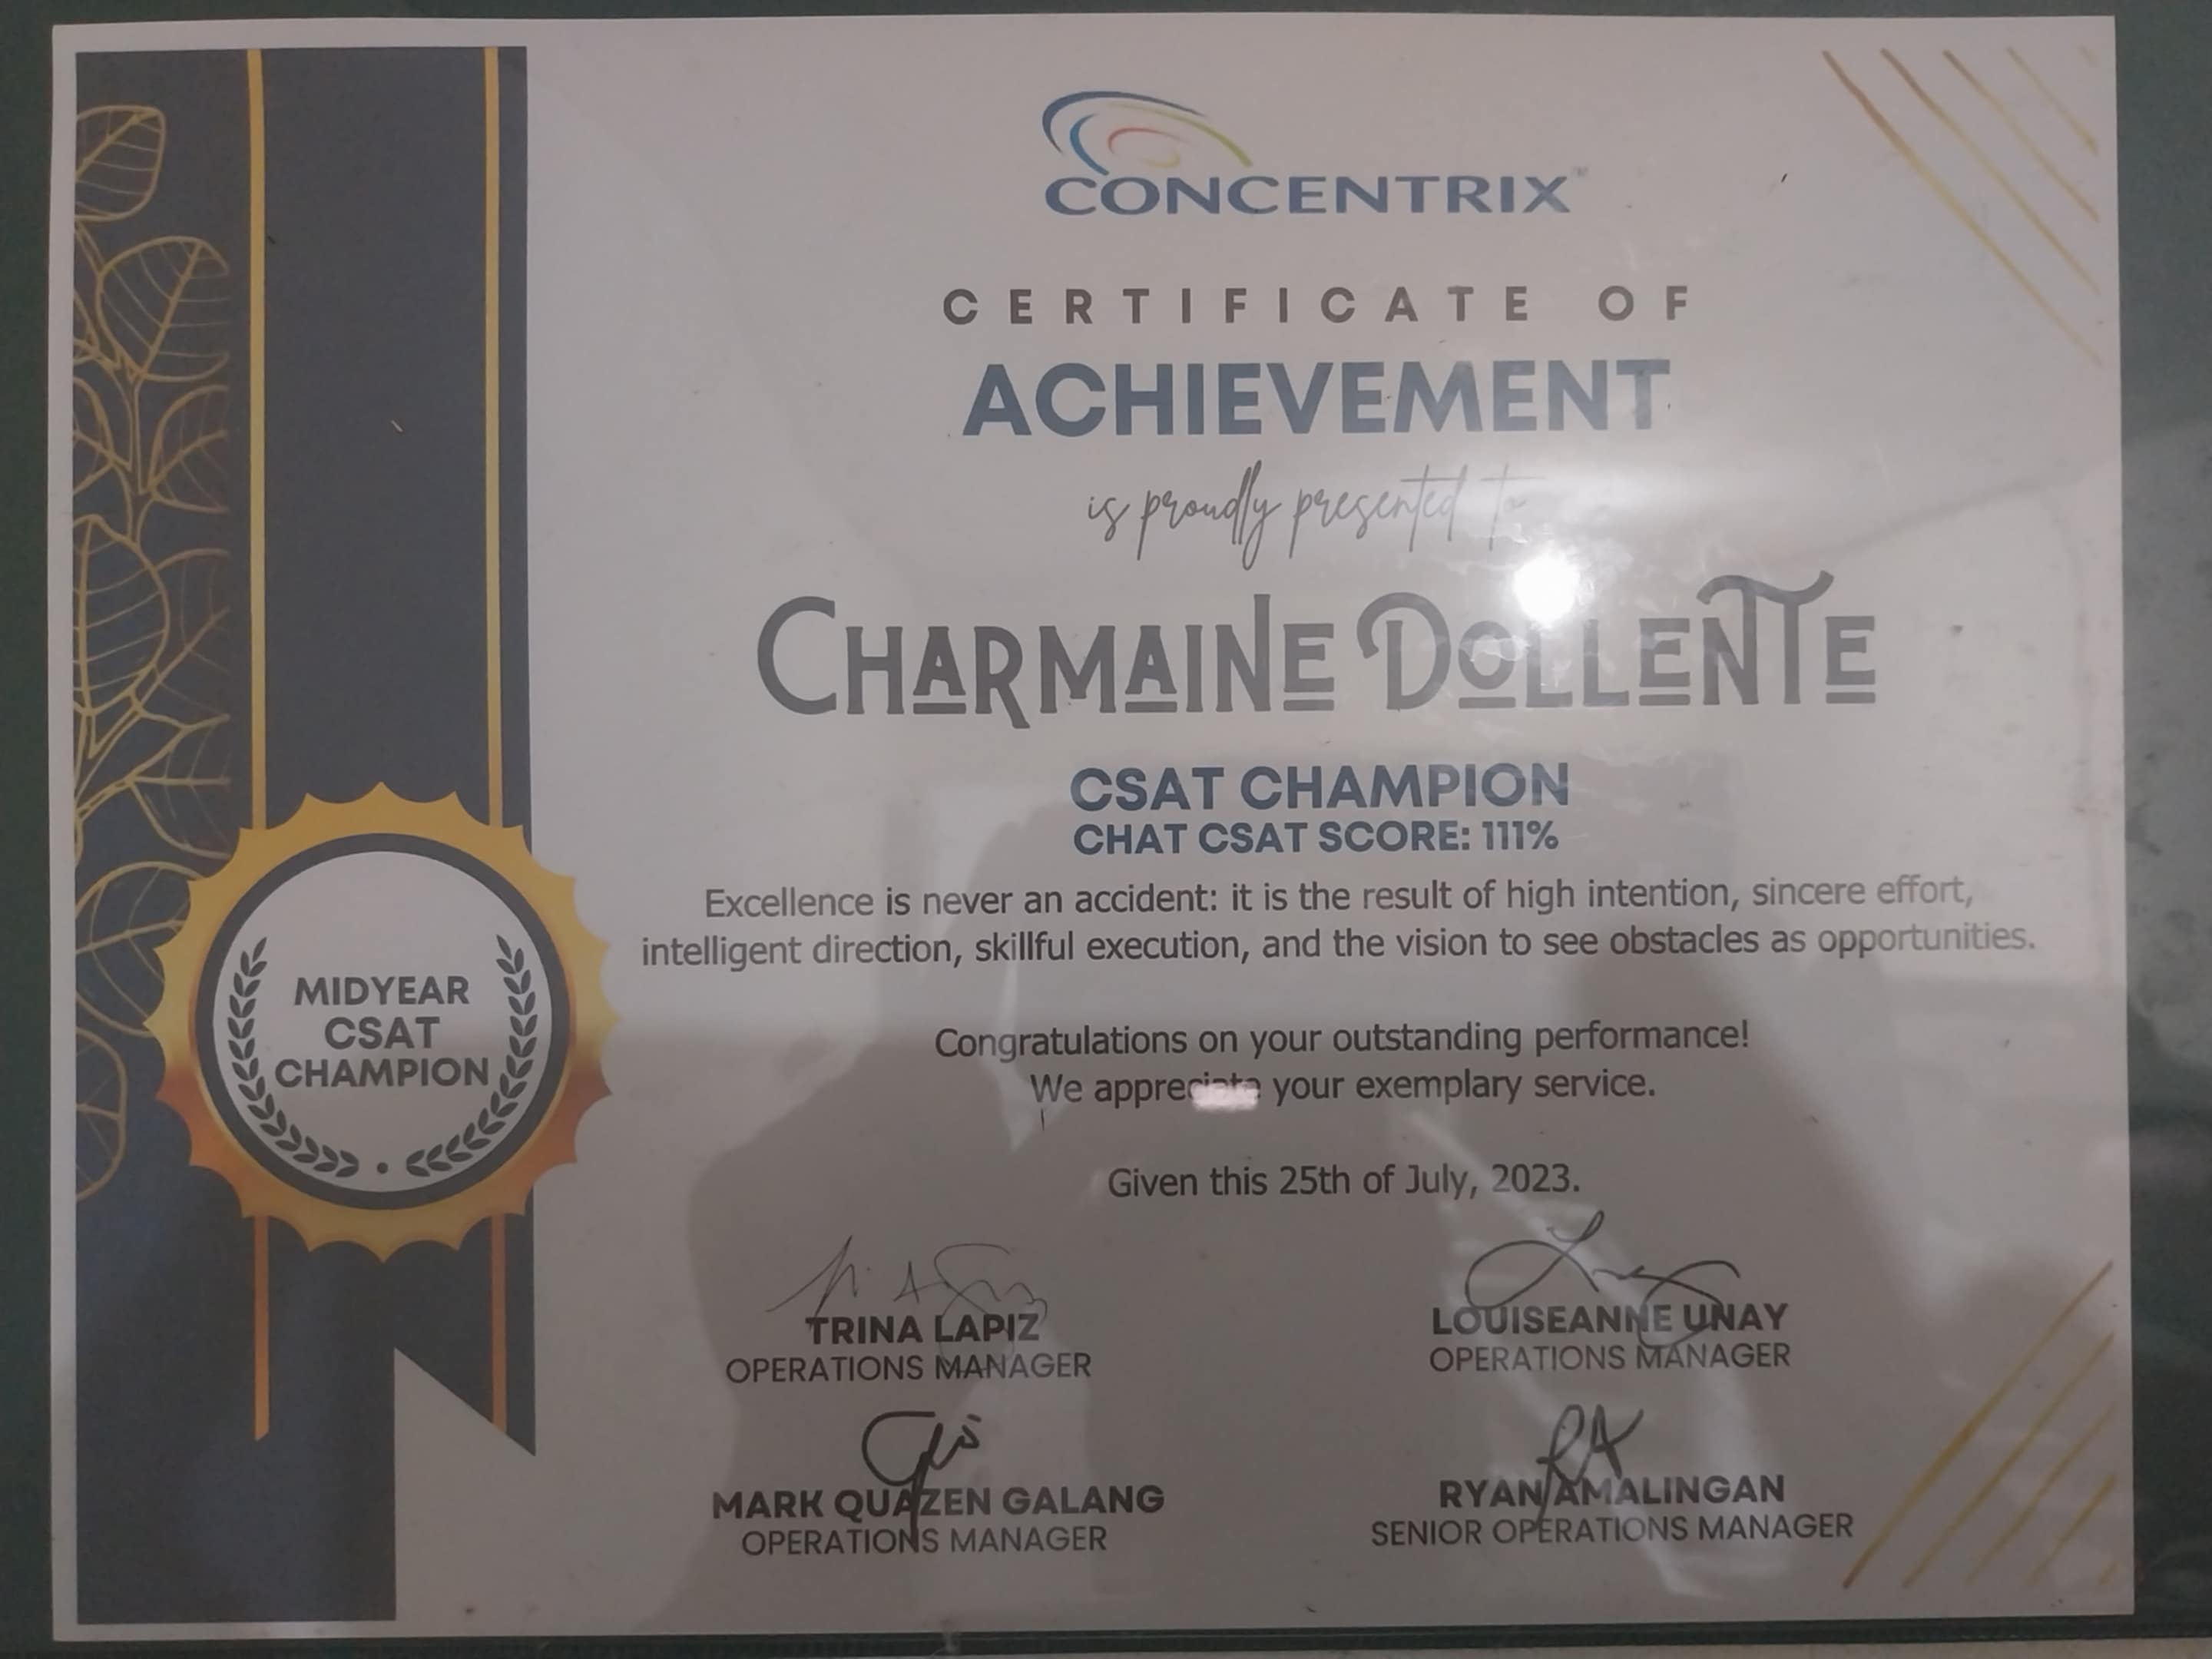 CONCENTRIX
CERTIFICATE OF
ACHIEVEMENT
is proudly presented to
CHARMAINE DOLLENTE
CSAT CHAMPION
CHAT CSAT SCORE: 111%
Excellence is never an accident: it is the result of high intention, sincere effort,
intelligent direction, skillful execution, and the vision to see obstacles as opportunities.
Congratulations on your outstanding performance!
We appreciate your exemplary service.
Given this 25th of July, 2023.
MIDYEAR
CSAT
CHAMPION
TRINA LAPIZ
OPERATIONS MANAGER
LOUISEANNE UNAY
OPERATIONS MANAGER
MARK QUAZEN GALANG
OPERATIONS MANAGER
RYAN AMALINGAN
SENIOR OPERATIONS MANAGER